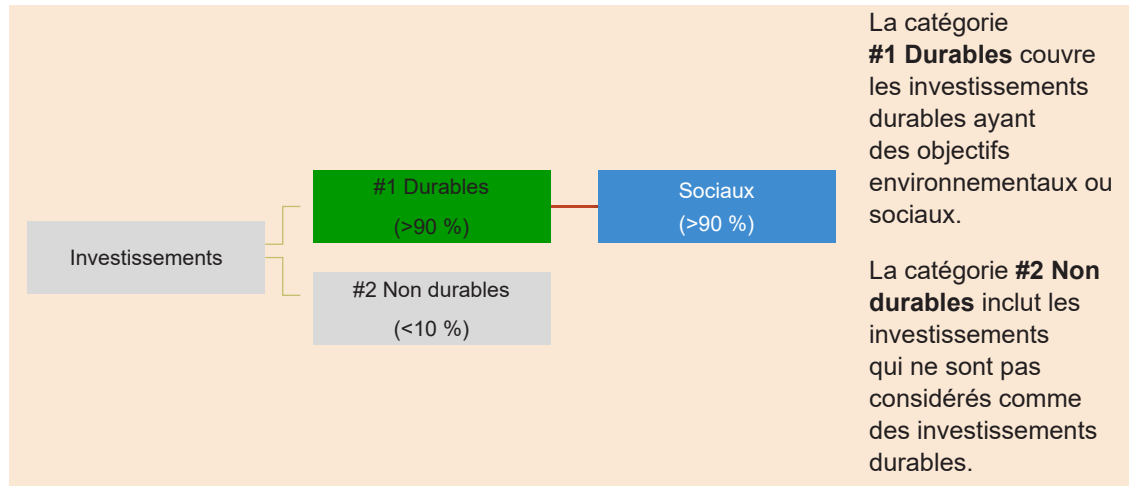 Investissements
#1 Durables
(>90 %)
Sociaux
(>90 %)
#2 Non durables
(<10 %)
La catégorie
#1 Durables couvre
les investissements
durables ayant
des objectifs
environnementaux ou
sociaux.
La catégorie #2 Non
durables inclut les
investissements
qui ne sont pas
considérés comme
des investissements
durables.